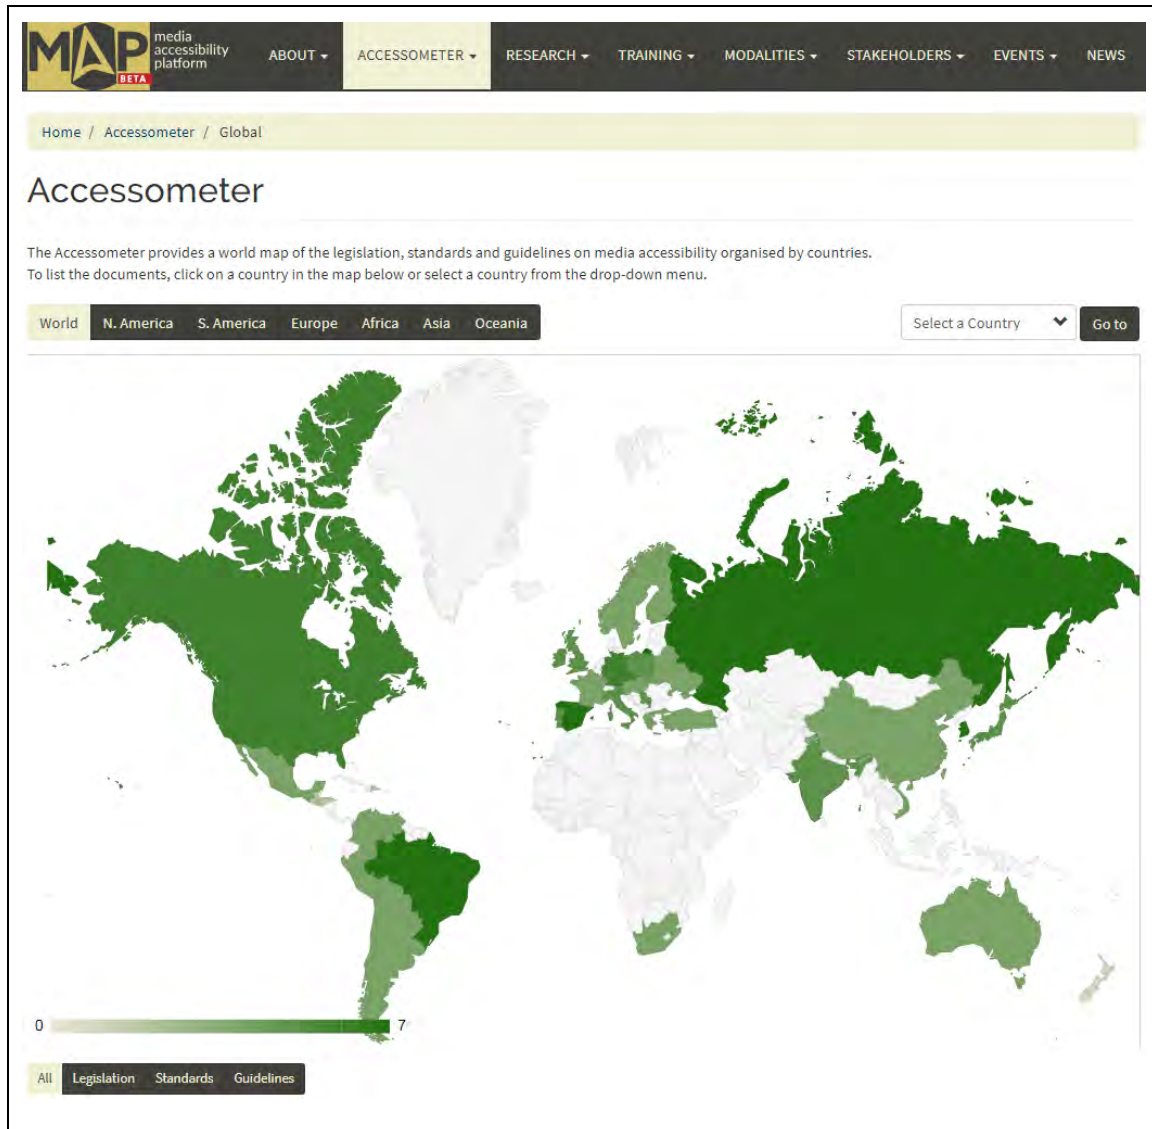 MAP
media
accessibility
platform
BETA
ABOUT
ACCESSOMETER
RESEARCH
TRAINING
MODALITIES
STAKEHOLDERS
EVENTS
NEWS
Home / Accessometer / Global
Accessometer
The Accessometer provides a world map of the legislation, standards and guidelines on media accessibility organised by countries.
To list the documents, click on a country in the map below or select a country from the drop-down menu.
World N. America S. America Europe Africa Asia Oceania
Select a Country
Go to
0
7
All Legislation Standards Guidelines